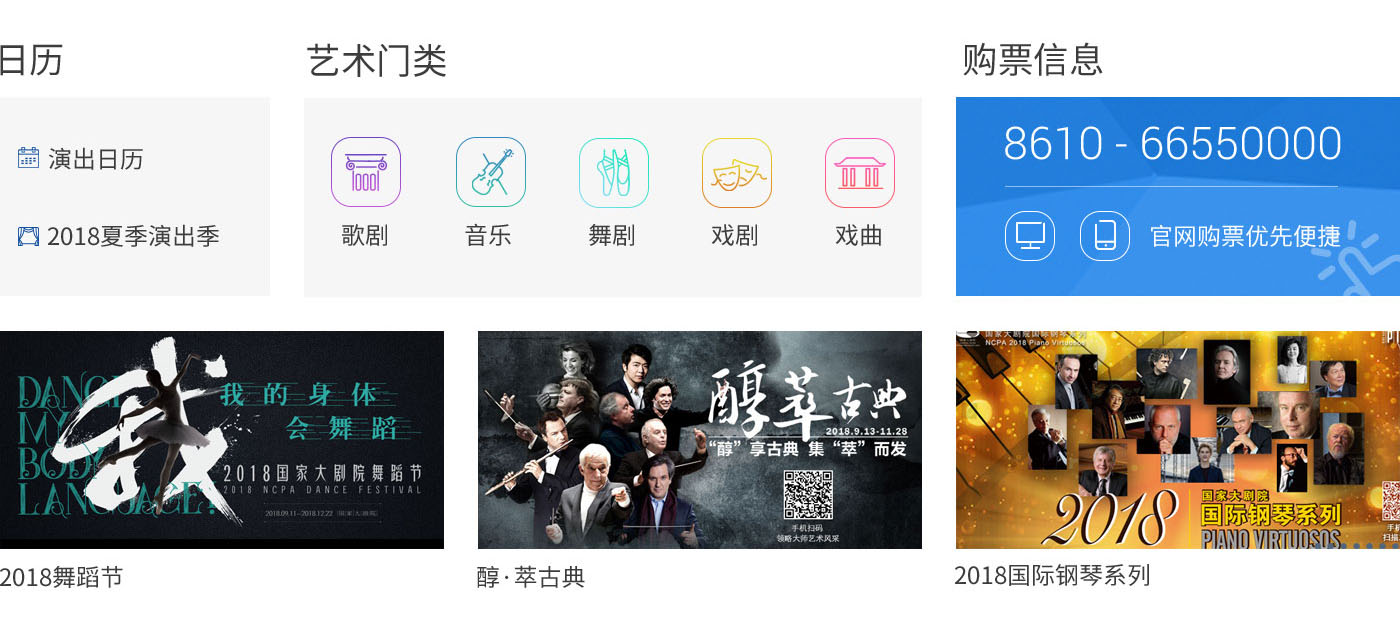 日历
艺术门类
购票信息
演出日历
2018夏季演出季
歌剧
音乐
舞剧
戏剧
戏曲
8610 - 66550000
官网购票优先便捷
DANCE
MY
BODY
LANGUAGE?
我
我的身体
会舞蹈
2018国家大剧院舞蹈节
2018 NCPA DANCE FESTIVAL
2018.09.11—2018.12.22
醇萃古典
2018.9.13-11.28
“醇”享古典 集“萃”而发
手机扫码
领略大师艺术风采
国家大剧院国际钢琴系列
NCPA 2018 Piano Virtuosos
2018
国家大剧院
国际钢琴系列
PIANO VIRTUOSOS
手机
扫描
2018舞蹈节
醇·萃古典
2018国际钢琴系列